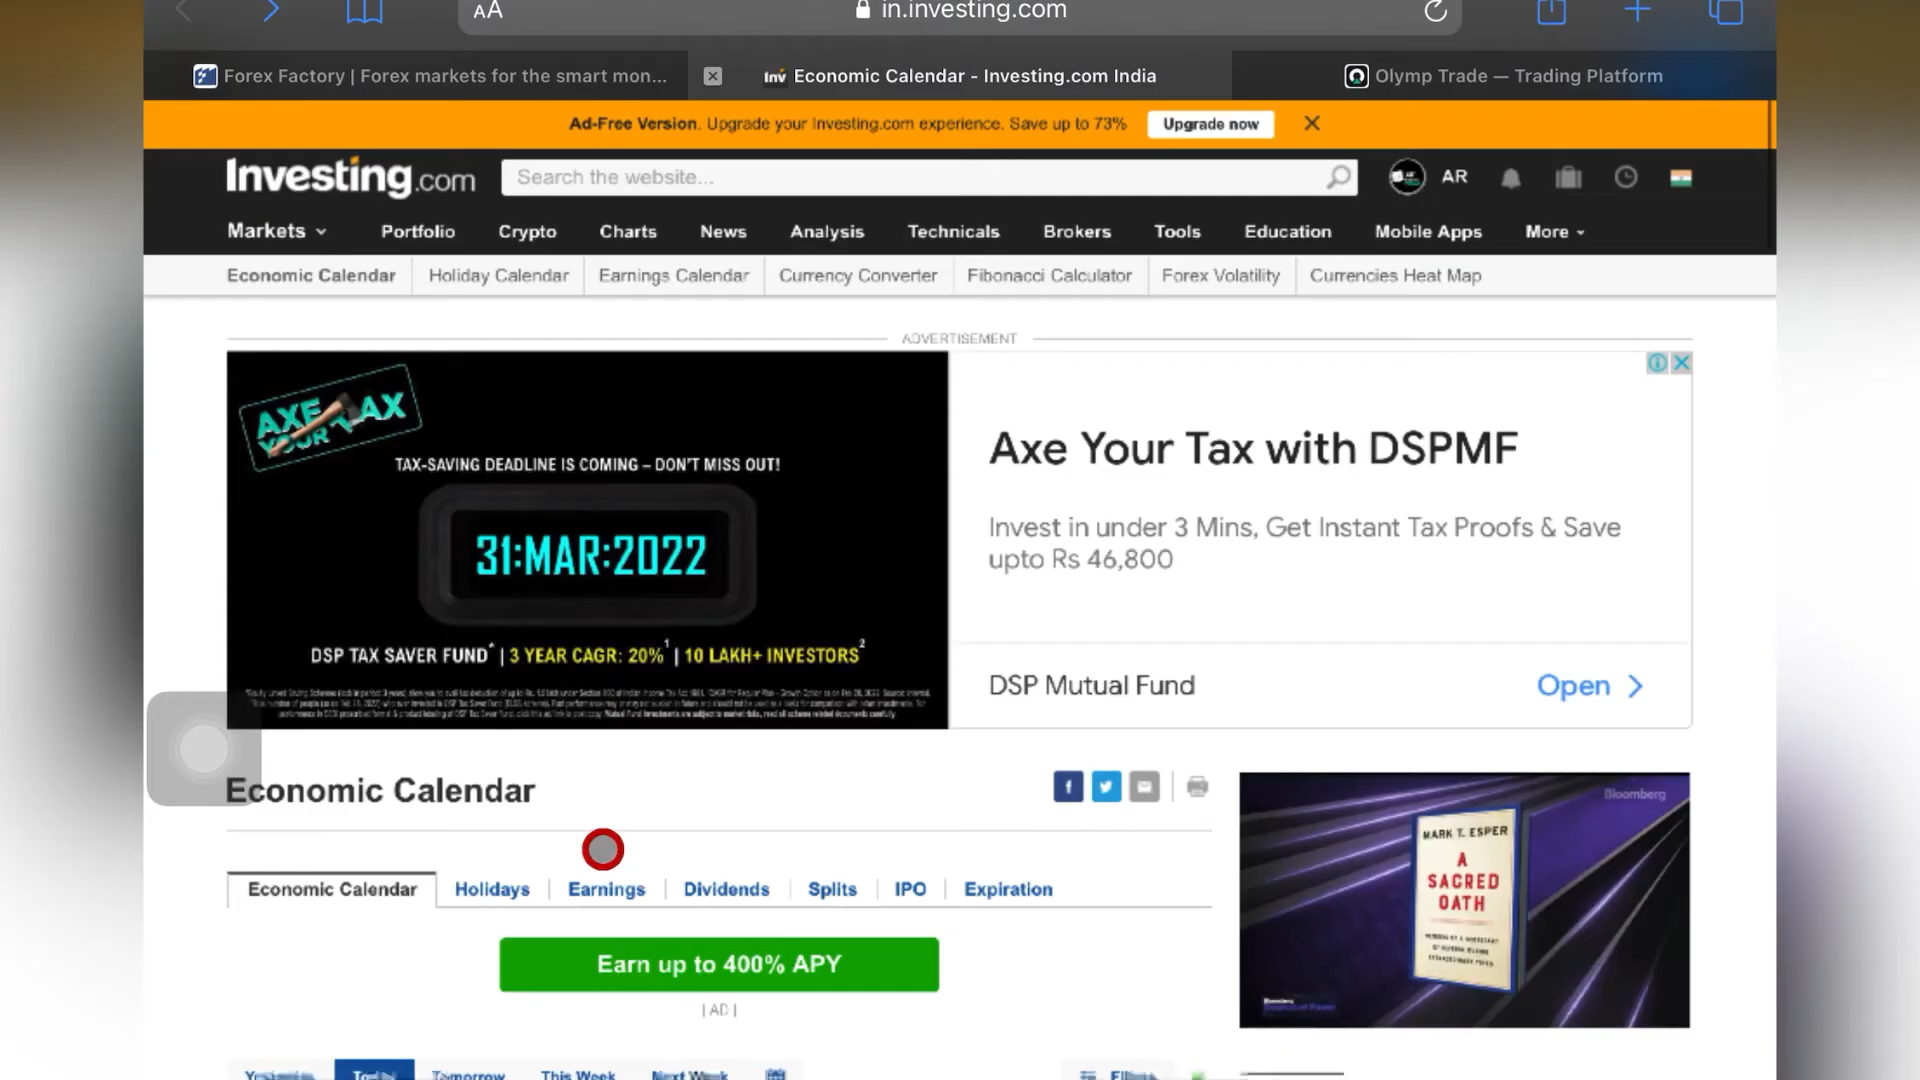 AA in.investing.com
Forex Factory | Forex markets for the smart mon...
Inv Economic Calendar - Investing.com India
Olymp Trade — Trading Platform
Ad-Free Version. Upgrade your Investing.com experience. Save up to 73% Upgrade now
Investing.com Search the website... AR
Markets Portfolio Crypto Charts News Analysis Technicals Brokers Tools Education Mobile Apps More
Economic Calendar Holiday Calendar Earnings Calendar Currency Converter Fibonacci Calculator Forex Volatility Currencies Heat Map
ADVERTISEMENT
AXE YOUR TAX
TAX-SAVING DEADLINE IS COMING – DON'T MISS OUT!
31:MAR:2022
DSP TAX SAVER FUND* | 3 YEAR CAGR: 20%1 | 10 LAKH+ INVESTORS2
Axe Your Tax with DSPMF
Invest in under 3 Mins, Get Instant Tax Proofs & Save
upto Rs 46,800
DSP Mutual Fund Open
Economic Calendar
Economic Calendar Holidays Earnings Dividends Splits IPO Expiration
Earn up to 400% APY
| AD |
Bloomberg
MARK T. ESPER
A
SACRED
OATH
Yesterday Today Tomorrow This Week Next Week Filters